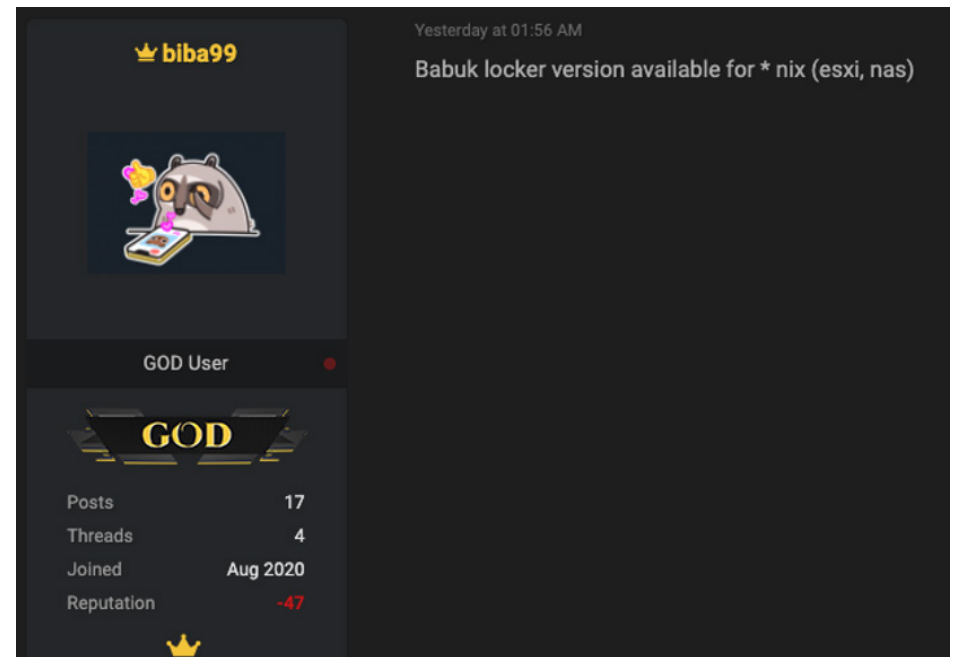 biba99
GOD User
GOD
Posts 17
Threads 4
Joined Aug 2020
Reputation -47
Yesterday at 01:56 AM
Babuk locker version available for * nix (esxi, nas)